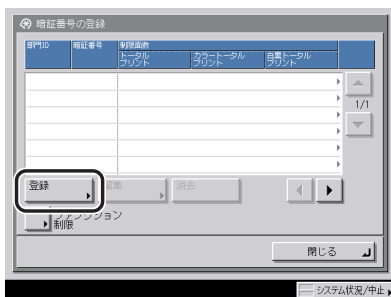 暗証番号の登録
部門ID 暗証番号 制限面数
トータル
プリント
カラートータル
プリント
白黒トータル
プリント
1/1
登録 編集 消去
ファンクション
制限
閉じる
システム状況/中止